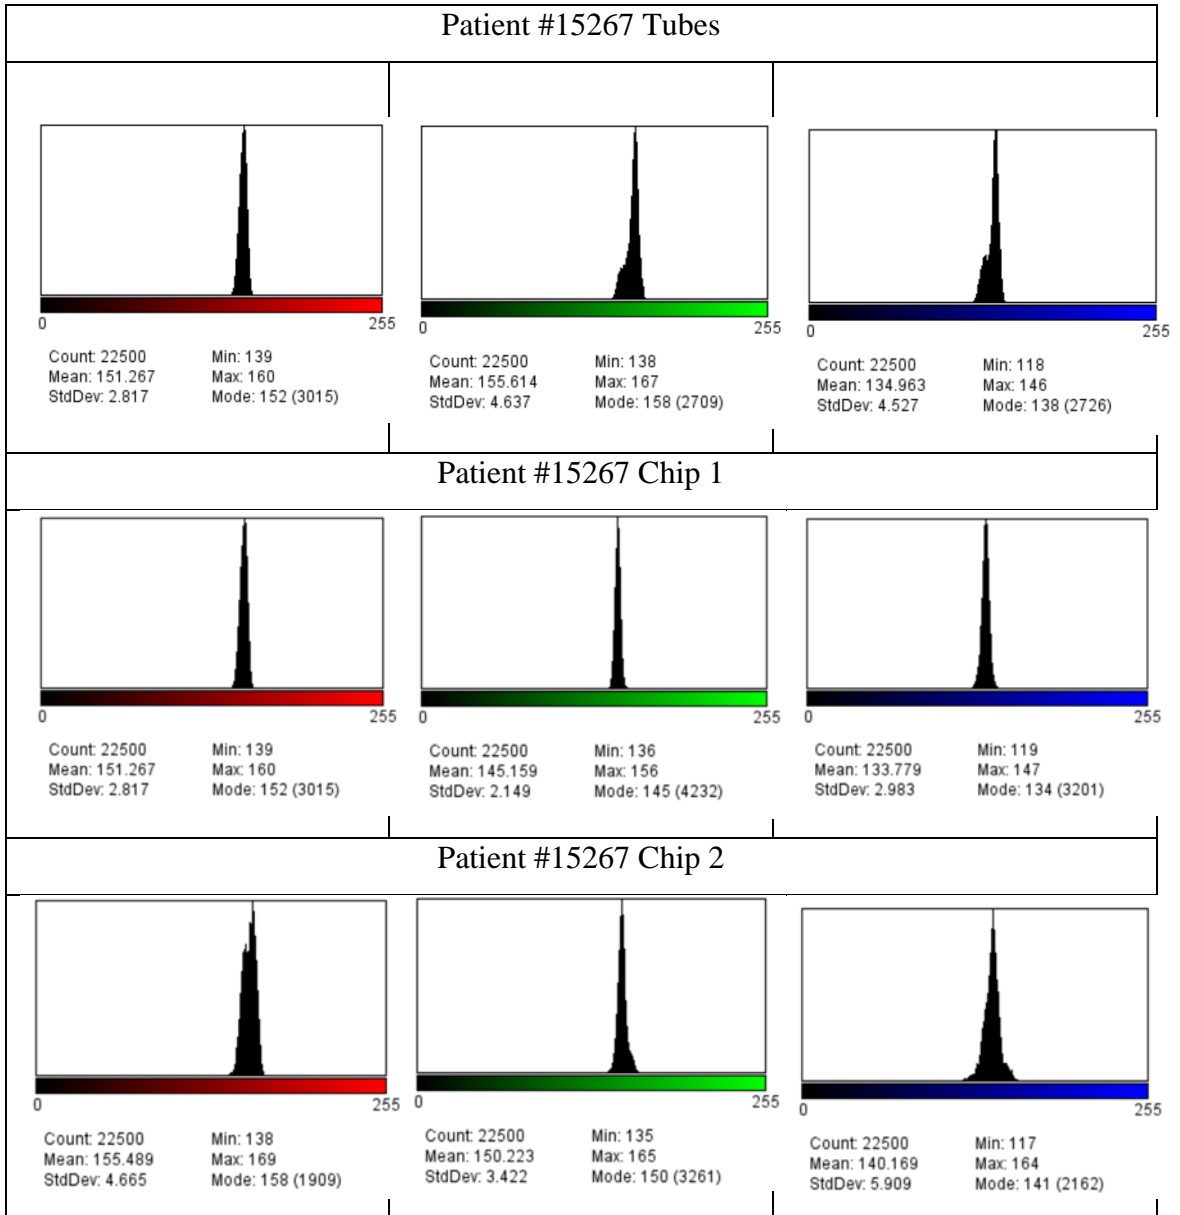 Patient #15267 Tubes
0 255
0 255
0 255
Count: 22500 Min: 139
Mean: 151.267 Max: 160
StdDev: 2.817 Mode: 152 (3015)
Count: 22500 Min: 138
Mean: 155.614 Max: 167
StdDev: 4.637 Mode: 158 (2709)
Count: 22500 Min: 118
Mean: 134.963 Max: 146
StdDev: 4.527 Mode: 138 (2726)
Patient #15267 Chip 1
0 255
0 255
0 255
Count: 22500 Min: 139
Mean: 151.267 Max: 160
StdDev: 2.817 Mode: 152 (3015)
Count: 22500 Min: 136
Mean: 145.159 Max: 156
StdDev: 2.149 Mode: 145 (4232)
Count: 22500 Min: 119
Mean: 133.779 Max: 147
StdDev: 2.983 Mode: 134 (3201)
Patient #15267 Chip 2
0 255
0 255
0 255
Count: 22500 Min: 138
Mean: 155.489 Max: 169
StdDev: 4.665 Mode: 158 (1909)
Count: 22500 Min: 135
Mean: 150.223 Max: 165
StdDev: 3.422 Mode: 150 (3261)
Count: 22500 Min: 117
Mean: 140.169 Max: 164
StdDev: 5.909 Mode: 141 (2162)